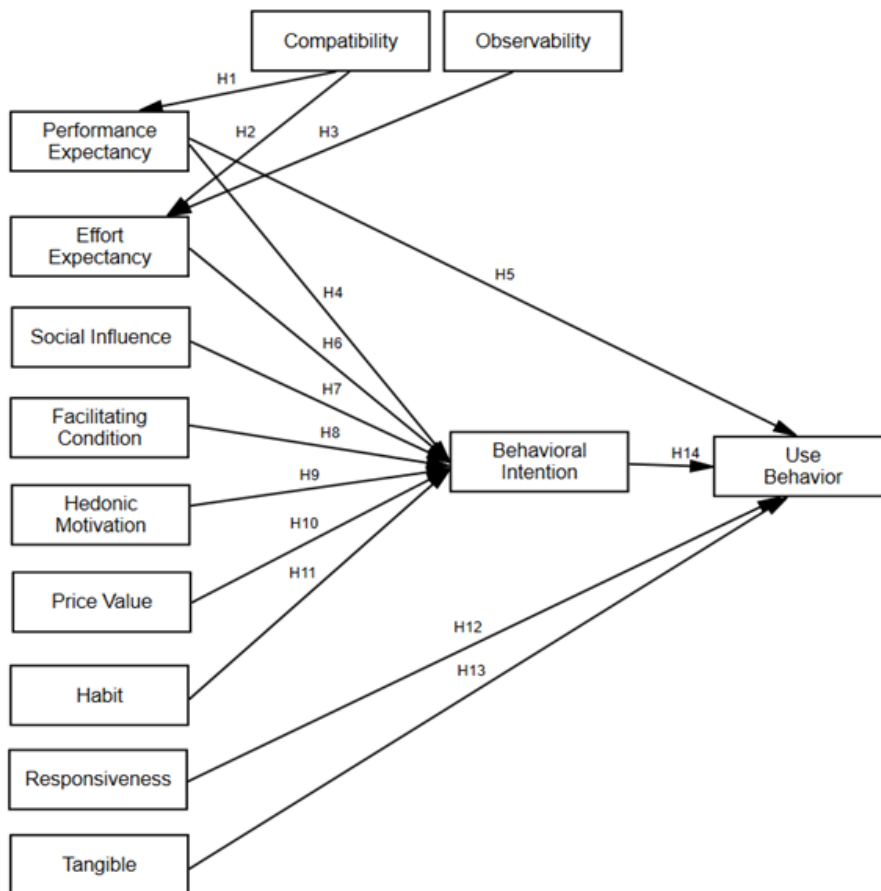 Compatibility
Observability
H1
Performance
Expectancy
H2
H3
Effort
Expectancy
H5
H4
Social Influence
H6
H7
Facilitating
Condition
H8
Behavioral
Intention
H14
Use
Behavior
H9
Hedonic
Motivation
H10
H11
Price Value
H12
H13
Habit
Responsiveness
Tangible